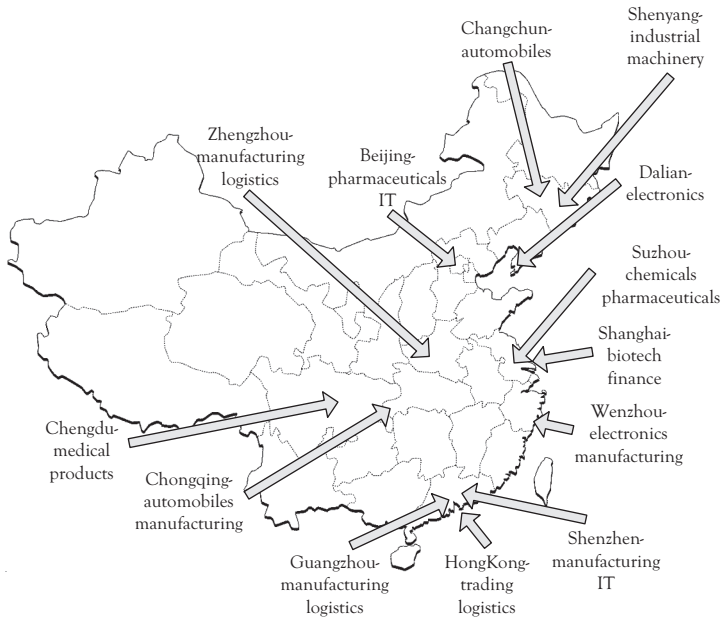 Changchun-
automobiles
Shenyang-
industrial
machinery
Zhengzhou-
manufacturing
logistics
Beijing-
pharmaceuticals
IT
Dalian-
electronics
Suzhou-
chemicals
pharmaceuticals
Shanghai-
biotech
finance
Wenzhou-
electronics
manufacturing
Chengdu-
medical
products
Chongqing-
automobiles
manufacturing
Guangzhou-
manufacturing
logistics
HongKong-
trading
logistics
Shenzhen-
manufacturing
IT